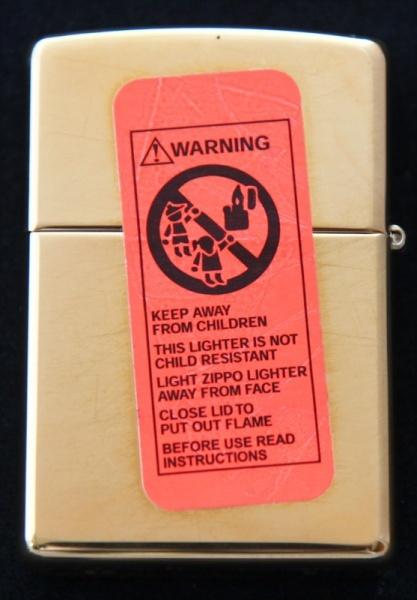 WARNING
KEEP AWAY
FROM CHILDREN
THIS LIGHTER IS NOT
CHILD RESISTANT
LIGHT ZIPPO LIGHTER
AWAY FROM FACE
CLOSE LID TO
PUT OUT FLAME
BEFORE USE READ
INSTRUCTIONS